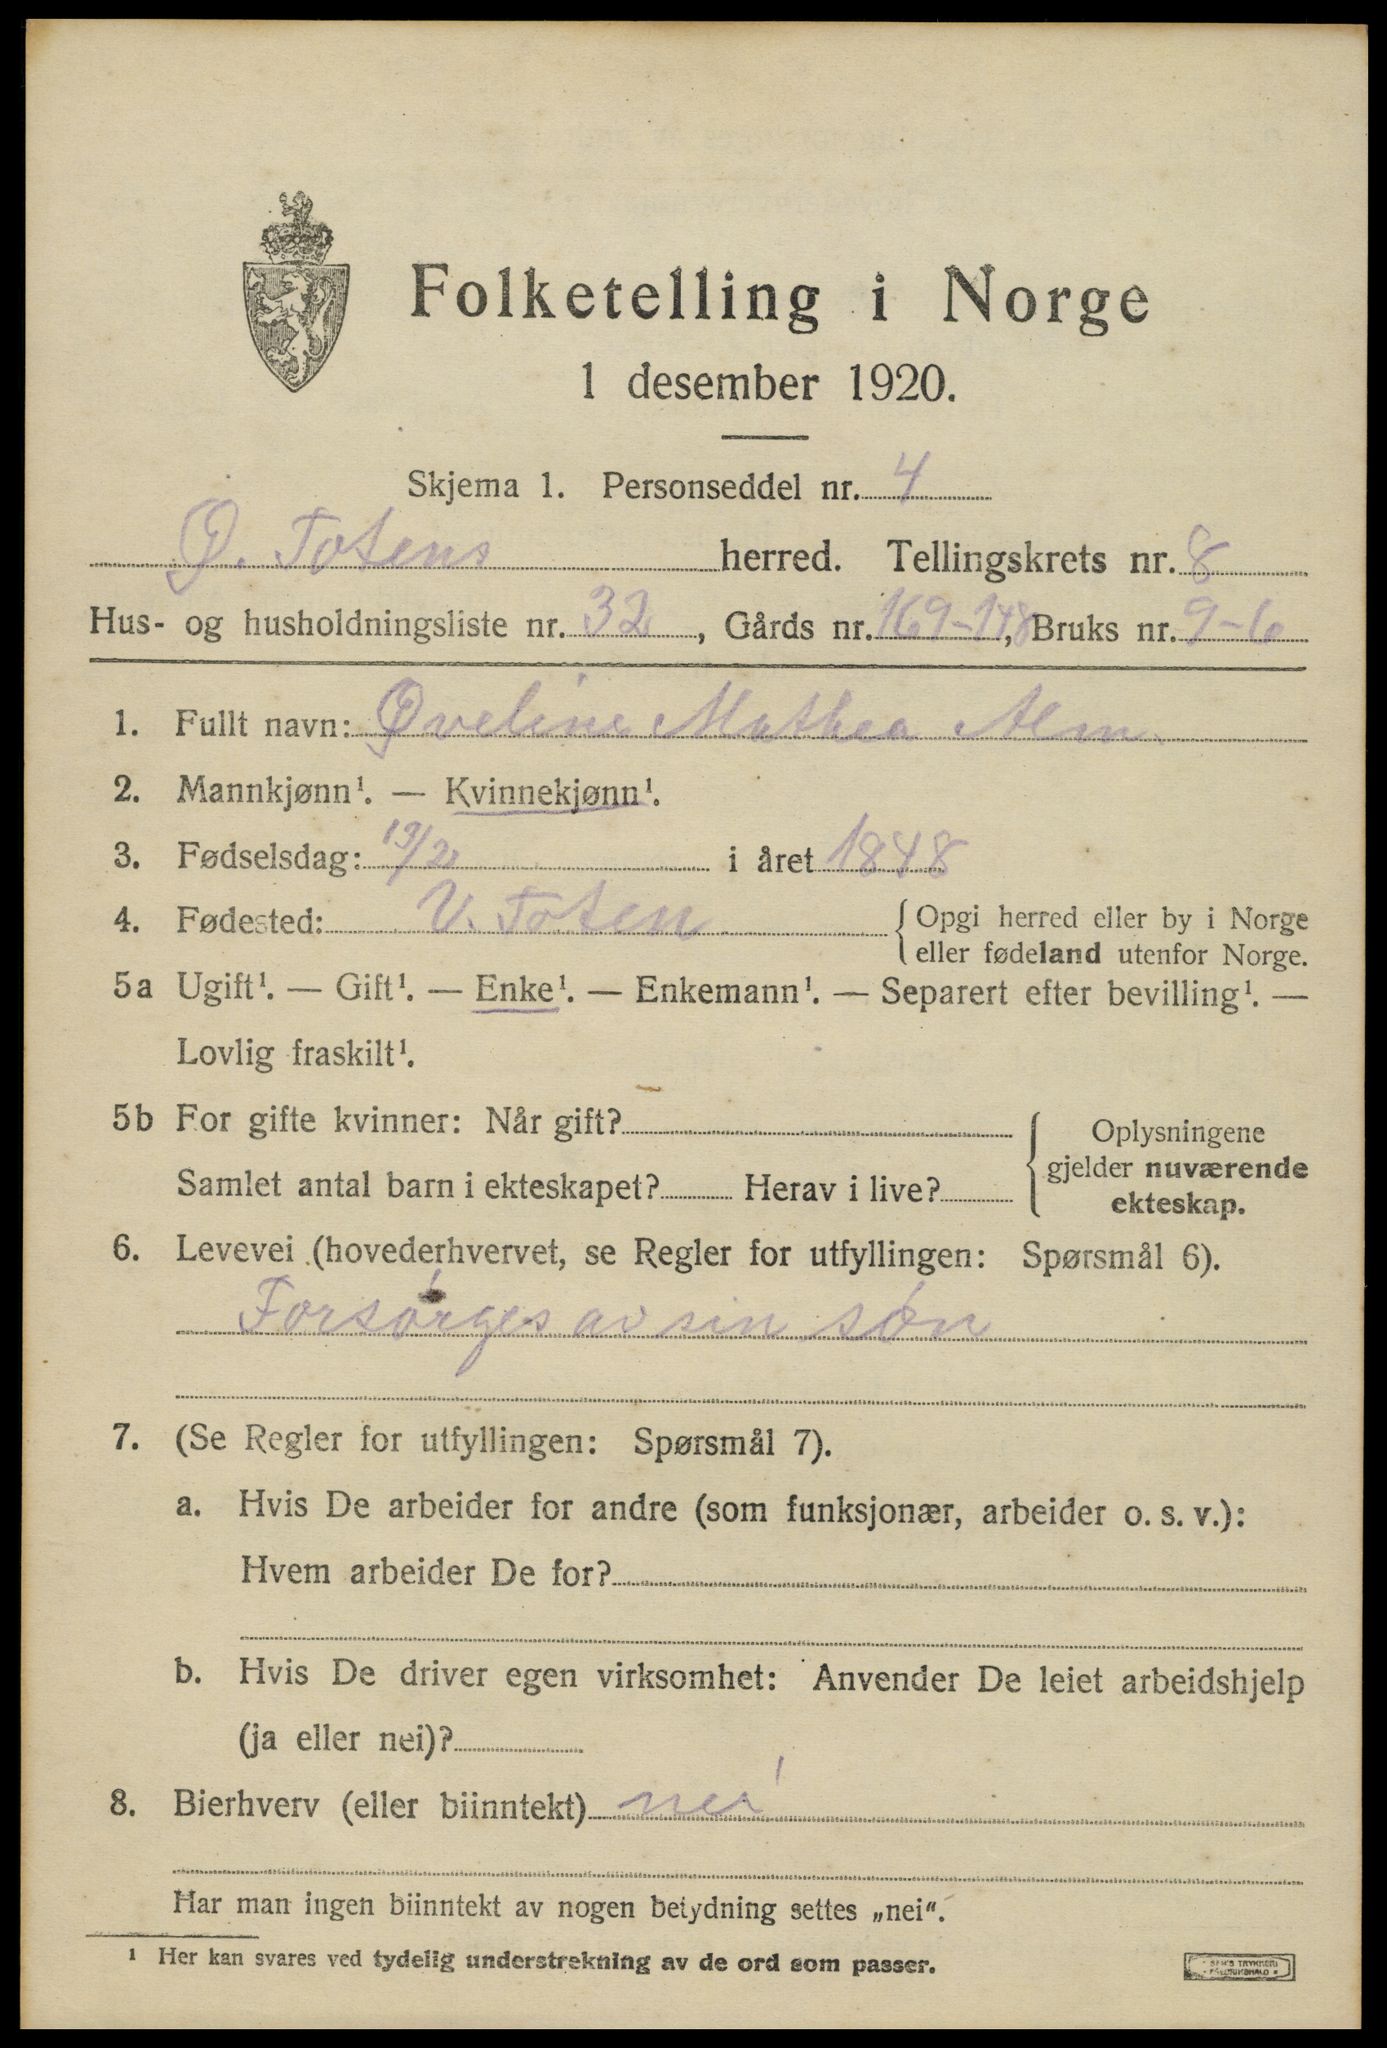 Folketelling i Norge
1 desember 1920.
Skjema 1. Personseddel nr. 4
Ø. Totens herred. Tellingskrets nr. 8
Hus- og husholdningsliste nr. 32, Gårds nr. 169-148, Bruks nr. 9-6
1. Fullt navn: Øveline Mathea Alm.
2. Mannkjønn¹. — Kvinnekjønn¹.
3. Fødselsdag: 19/2 i året 1848
4. Fødested: V. Toten { Opgi herred eller by i Norge
eller fødeland utenfor Norge.
5a Ugift¹. — Gift¹. — Enke¹. — Enkemann¹. — Separert efter bevilling¹. —
Lovlig fraskilt¹.
5b For gifte kvinner: Når gift?
Samlet antal barn i ekteskapet? Herav i live?
Oplysningene
gjelder nuværende
ekteskap.
6. Levevei (hovederhvervet, se Regler for utfyllingen: Spørsmål 6).
Forsørges av sin søn
7. (Se Regler for utfyllingen: Spørsmål 7).
a. Hvis De arbeider for andre (som funksjonær, arbeider o. s. v.):
Hvem arbeider De for?
b. Hvis De driver egen virksomhet: Anvender De leiet arbeidshjelp
(ja eller nei)?
8. Bierhverv (eller biinntekt) nei
Har man ingen biinntekt av nogen betydning settes „nei“.
¹ Her kan svares ved tydelig understrekning av de ord som passer.
TRYKKERI